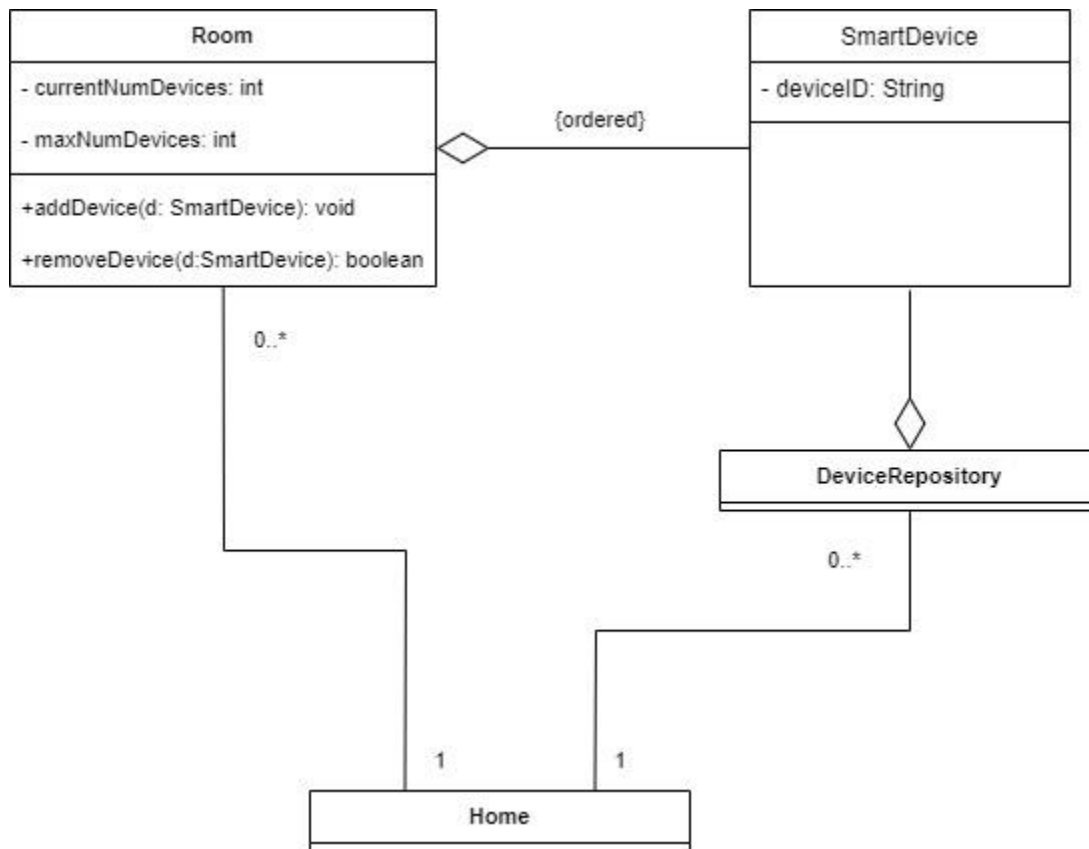 Room
- currentNumDevices: int
- maxNumDevices: int
+addDevice(d: SmartDevice): void
+removeDevice(d:SmartDevice): boolean
{ordered}
SmartDevice
- deviceID: String
0..*
DeviceRepository
0..*
1
1
Home